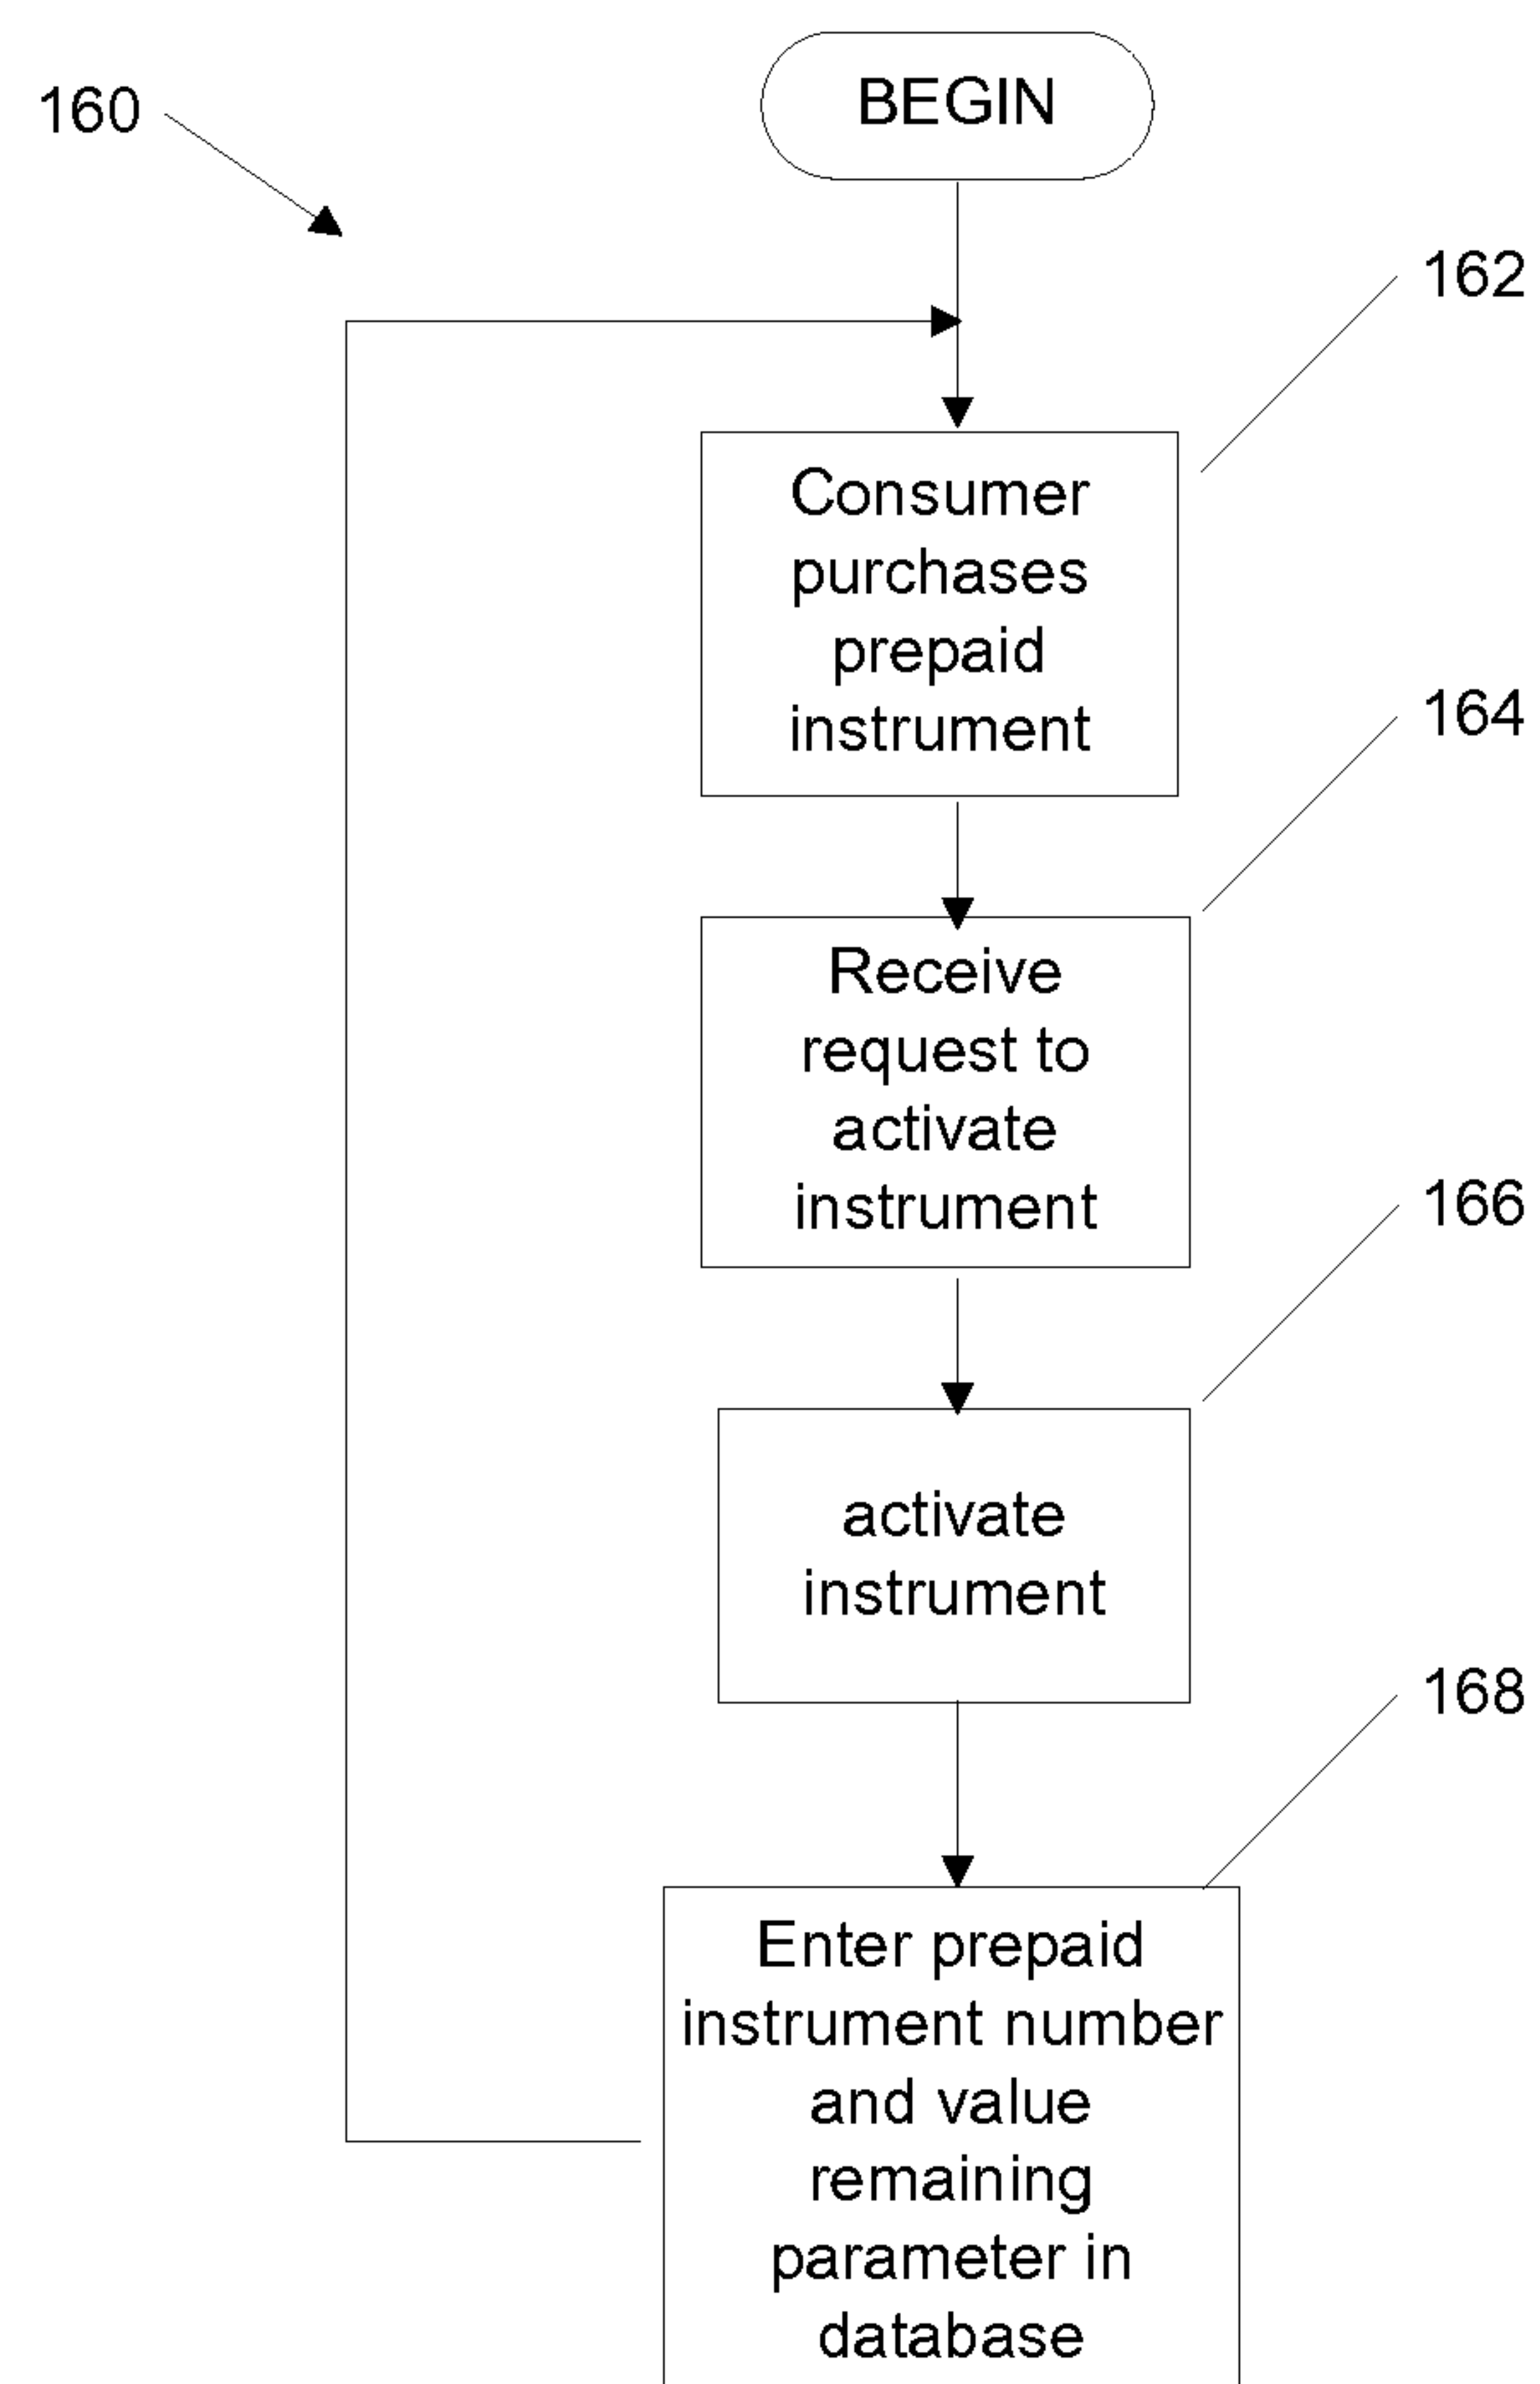 BEGIN
160
162
Consumer
purchases
prepaid
instrument
164
Receive
request to
activate
instrument
166
activate
instrument
168
Enter prepaid
instrument number
and value
remaining
parameter in
database